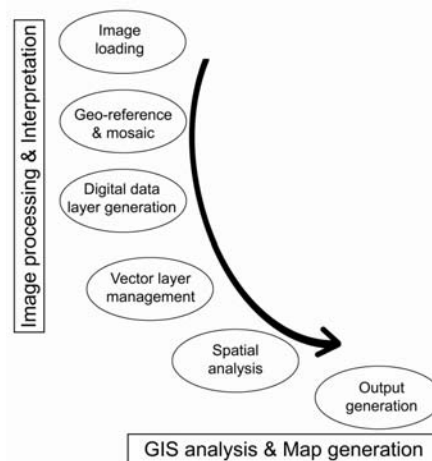 Image processing & Interpretation
Image
loading
Geo-reference
& mosaic
Digital data
layer generation
Vector layer
management
Spatial
analysis
Output
generation
GIS analysis & Map generation